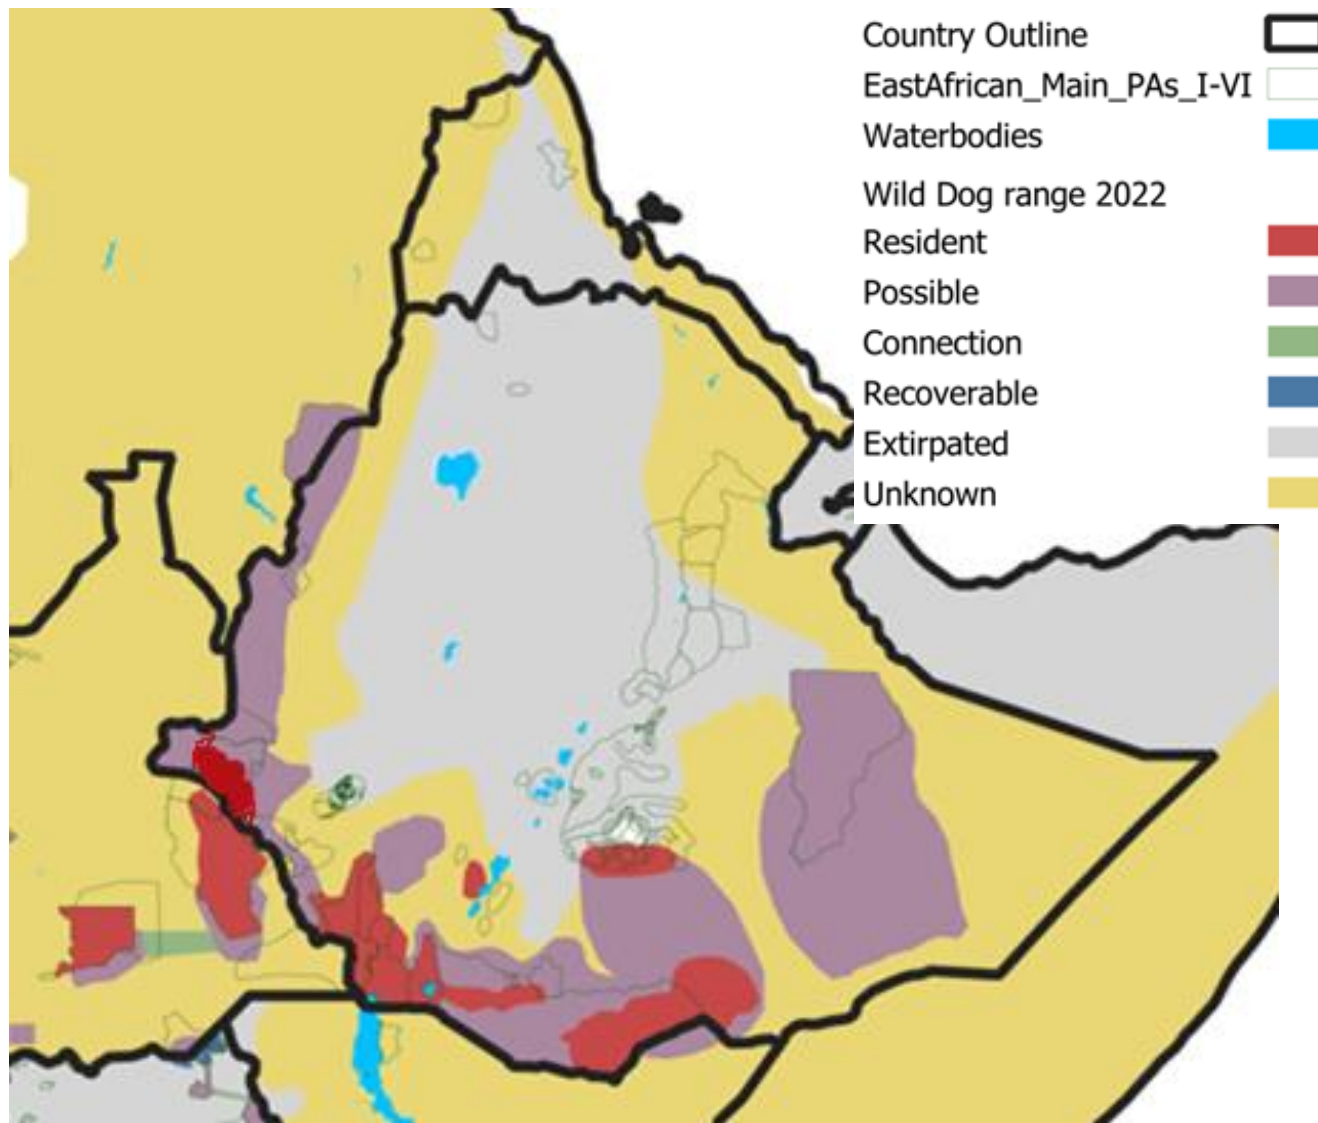 Country Outline
EastAfrican_Main_PAs_I-VI
Waterbodies
Wild Dog range 2022
Resident
Possible
Connection
Recoverable
Extirpated
Unknown